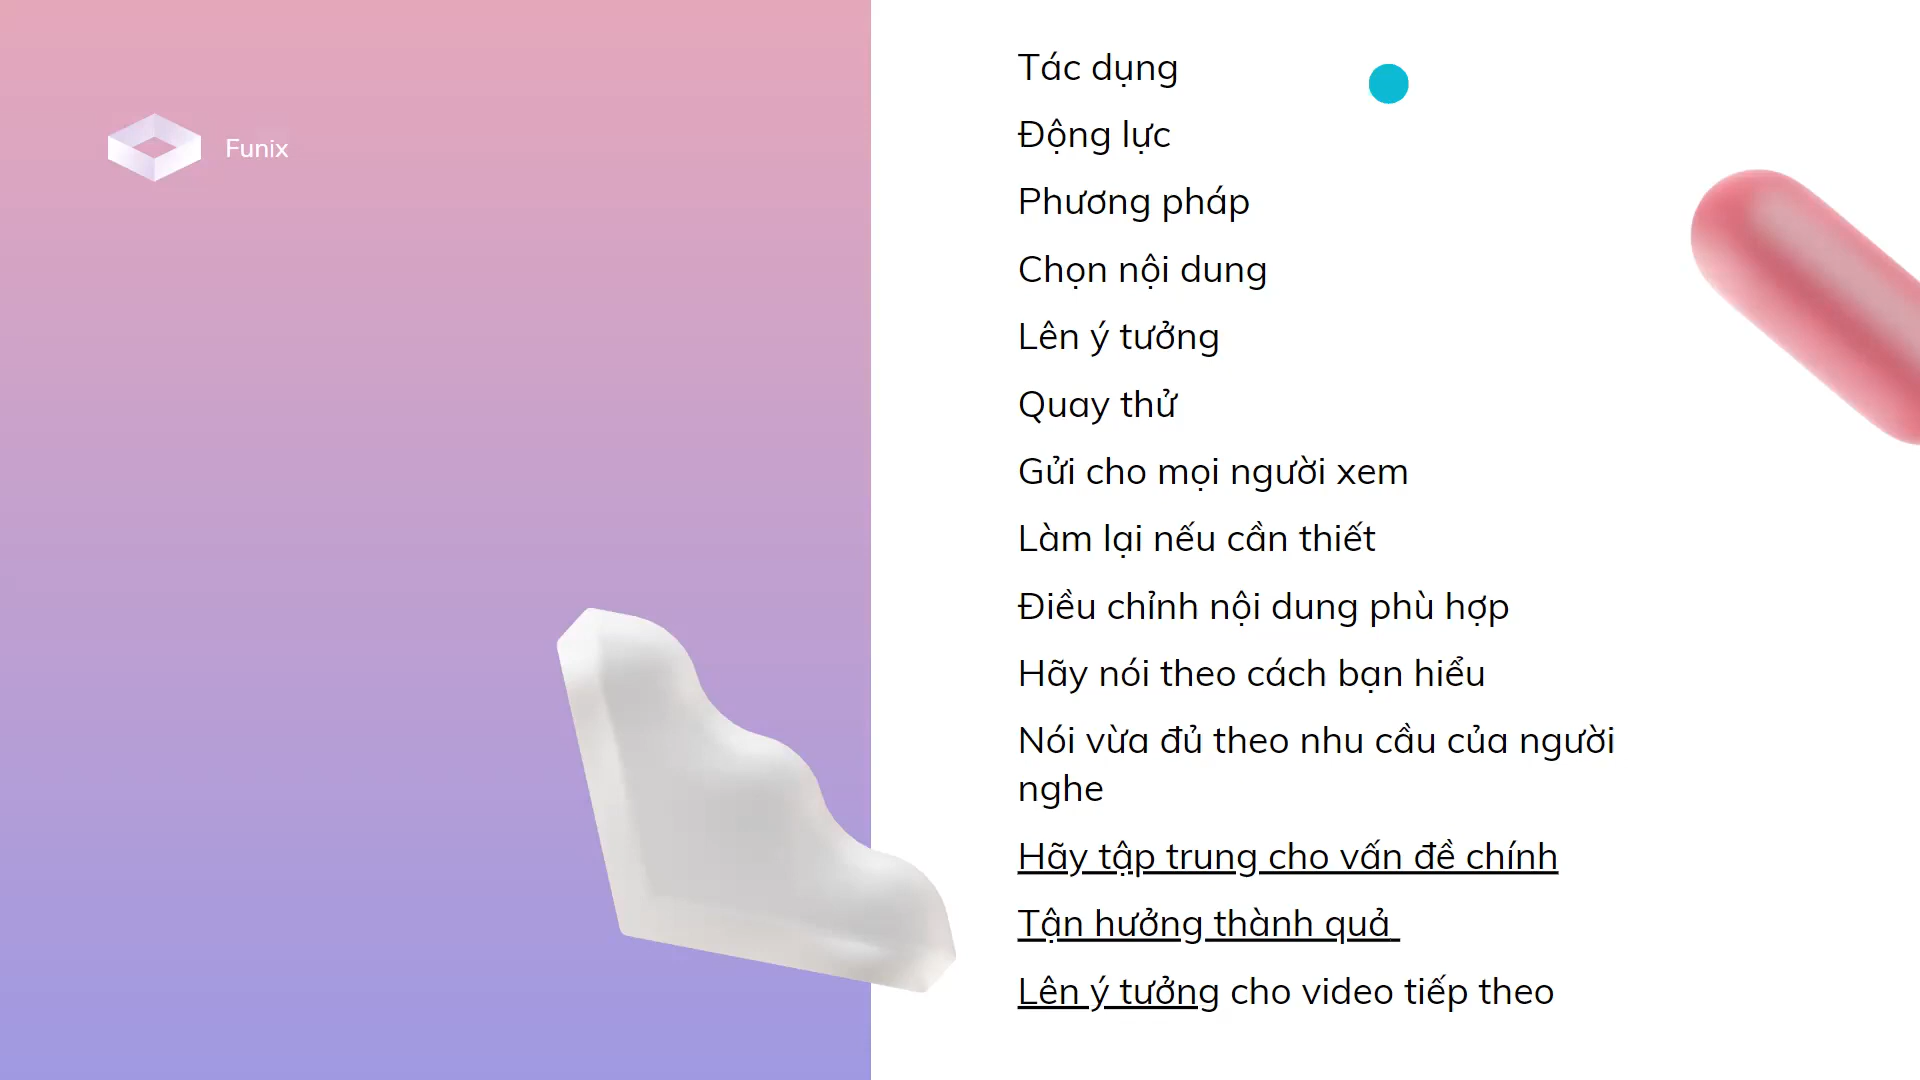 Funix
Tác dụng
Động lực
Phương pháp
Chọn nội dung
Lên ý tưởng
Quay thử
Gửi cho mọi người xem
Làm lại nếu cần thiết
Điều chỉnh nội dung phù hợp
Hãy nói theo cách bạn hiểu
Nói vừa đủ theo nhu cầu của người
nghe
Hãy tập trung cho vấn đề chính
Tận hưởng thành quả
Lên ý tưởng cho video tiếp theo